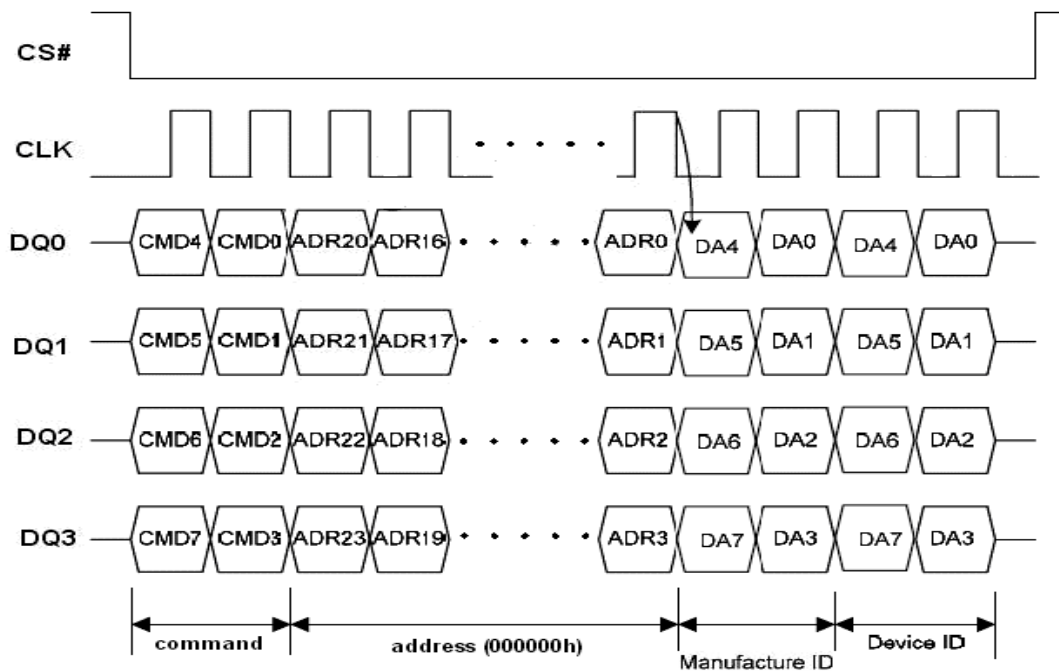 CS#
CLK
DQ0 CMD4 CMD0 ADR20 ADR16 ADR0 DA4 DA0 DA4 DA0
DQ1 CMD5 CMD1 ADR21 ADR17 ADR1 DA5 DA1 DA5 DA1
DQ2 CMD6 CMD2 ADR22 ADR18 ADR2 DA6 DA2 DA6 DA2
DQ3 CMD7 CMD3 ADR23 ADR19 ADR3 DA7 DA3 DA7 DA3
command address (000000h) Manufacture ID Device ID